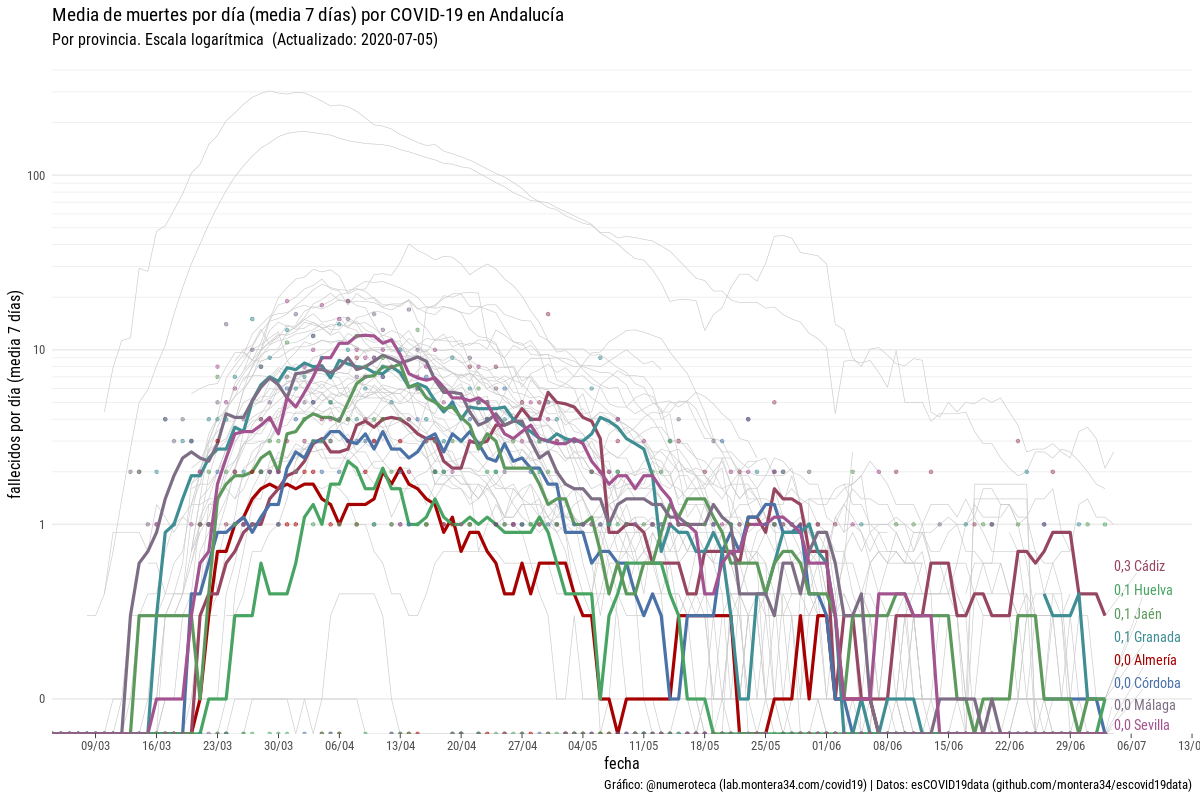 Media de muertes por día (media 7 días) por COVID-19 en Andalucía
Por provincia. Escala logarítmica (Actualizado: 2020-07-05)
fallecidos por día (media 7 días)
100
10
1
0
0,3 Cádiz
0,1 Huelva
0,1 Jaén
0,1 Granada
0,0 Almería
0,0 Córdoba
0,0 Málaga
0,0 Sevilla
09/03 16/03 23/03 30/03 06/04 13/04 20/04 27/04 04/05 11/05 18/05 25/05 01/06 08/06 15/06 22/06 29/06 06/07 13/0
fecha
Gráfico: @numeroteca (lab.montera34.com/covid19) | Datos: esCOVID19data (github.com/montera34/escovid19data)